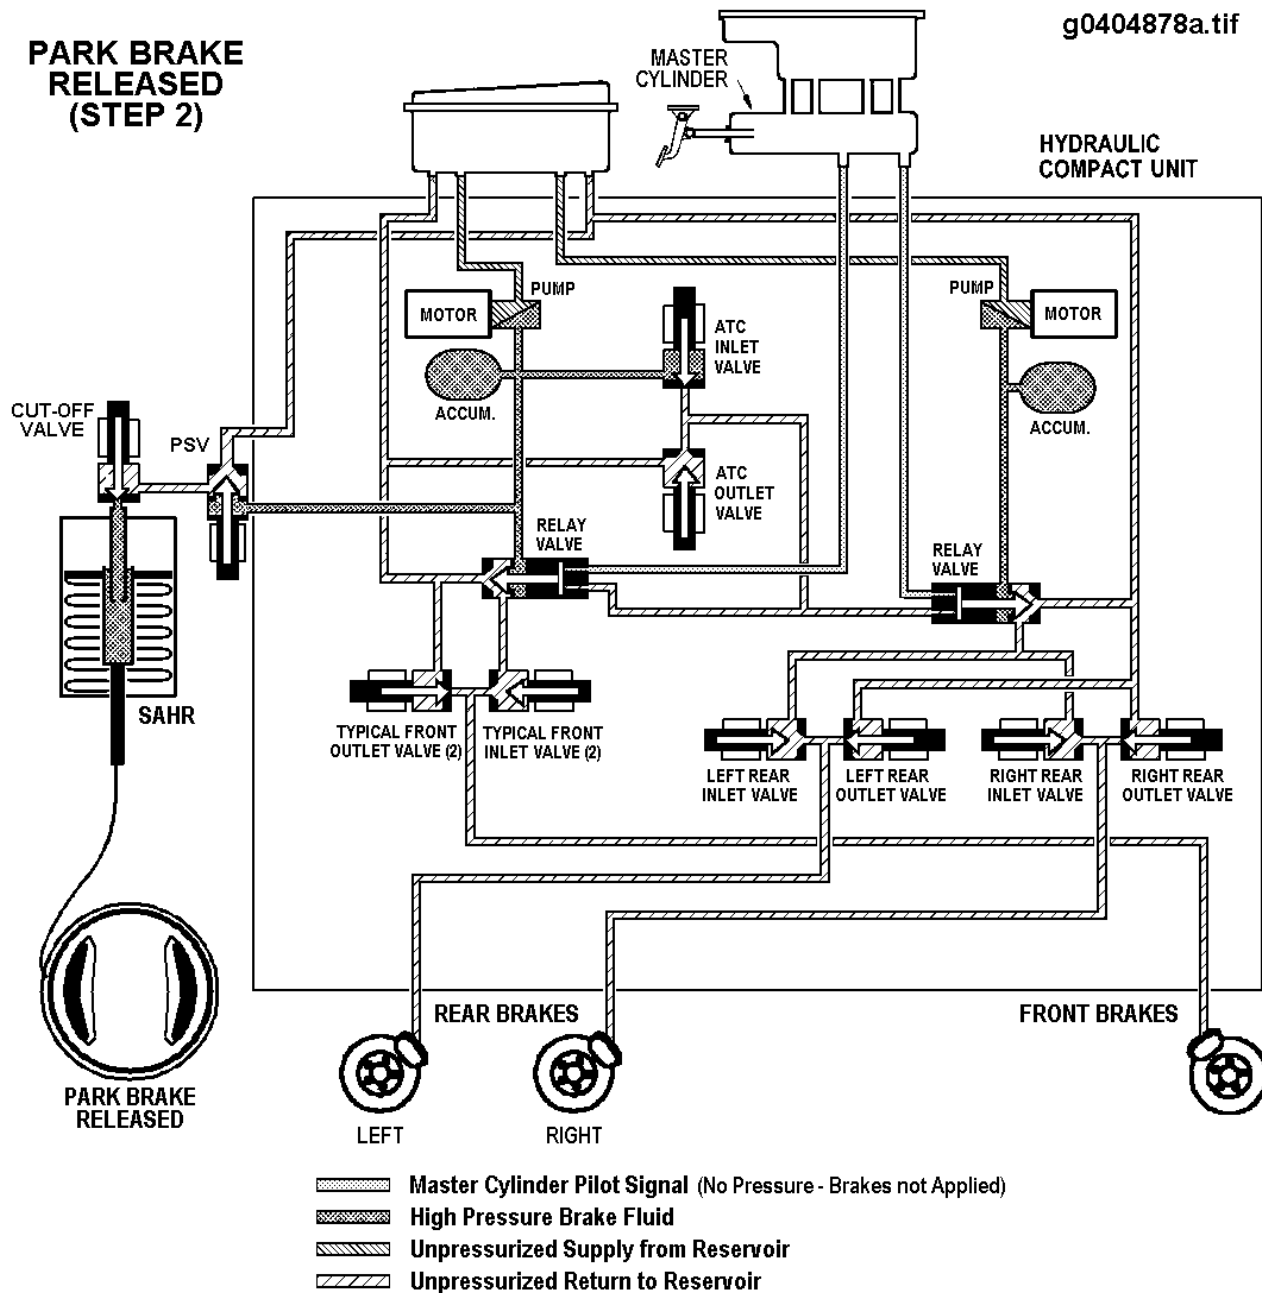 PARK BRAKE
RELEASED
(STEP 2)
g0404878a.tif
MASTER
CYLINDER
HYDRAULIC
COMPACT UNIT
PUMP
MOTOR
ATC
INLET
VALVE
PUMP
MOTOR
ACCUM.
ACCUM.
CUT-OFF
VALVE
PSV
ATC
OUTLET
VALVE
RELAY
VALVE
RELAY
VALVE
SAHR
TYPICAL FRONT
OUTLET VALVE (2)
TYPICAL FRONT
INLET VALVE (2)
LEFT REAR
INLET VALVE
LEFT REAR
OUTLET VALVE
RIGHT REAR
INLET VALVE
RIGHT REAR
OUTLET VALVE
REAR BRAKES
FRONT BRAKES
PARK BRAKE
RELEASED
LEFT
RIGHT
Master Cylinder Pilot Signal (No Pressure - Brakes not Applied)
High Pressure Brake Fluid
Unpressurized Supply from Reservoir
Unpressurized Return to Reservoir